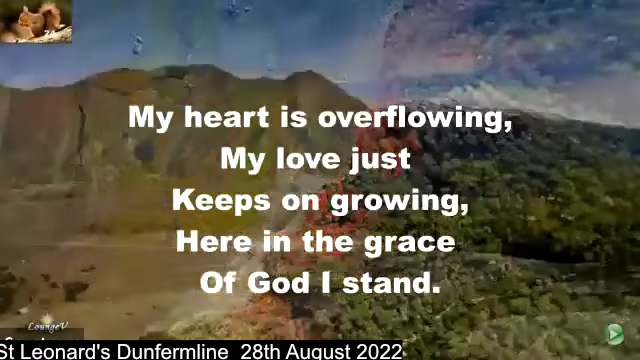 My heart is overflowing,
My love just
Keeps on growing,
Here in the grace
Of God I stand.
LoungeV
St Leonard's Dunfermline 28th August 2022